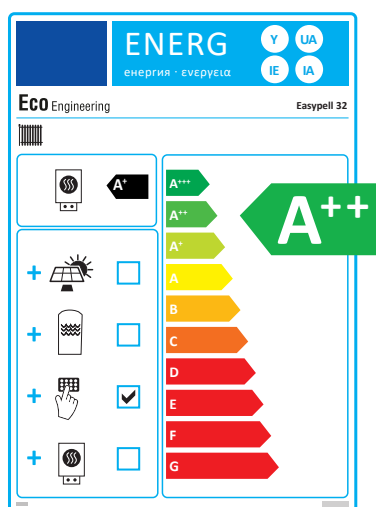 ENERG
Y UA
енергия · ενεργεια
IE IA
Eco Engineering
Easypell 32
A+
A+++
A++
A++
A+
A
B
C
D
E
F
G
+
+
+
+